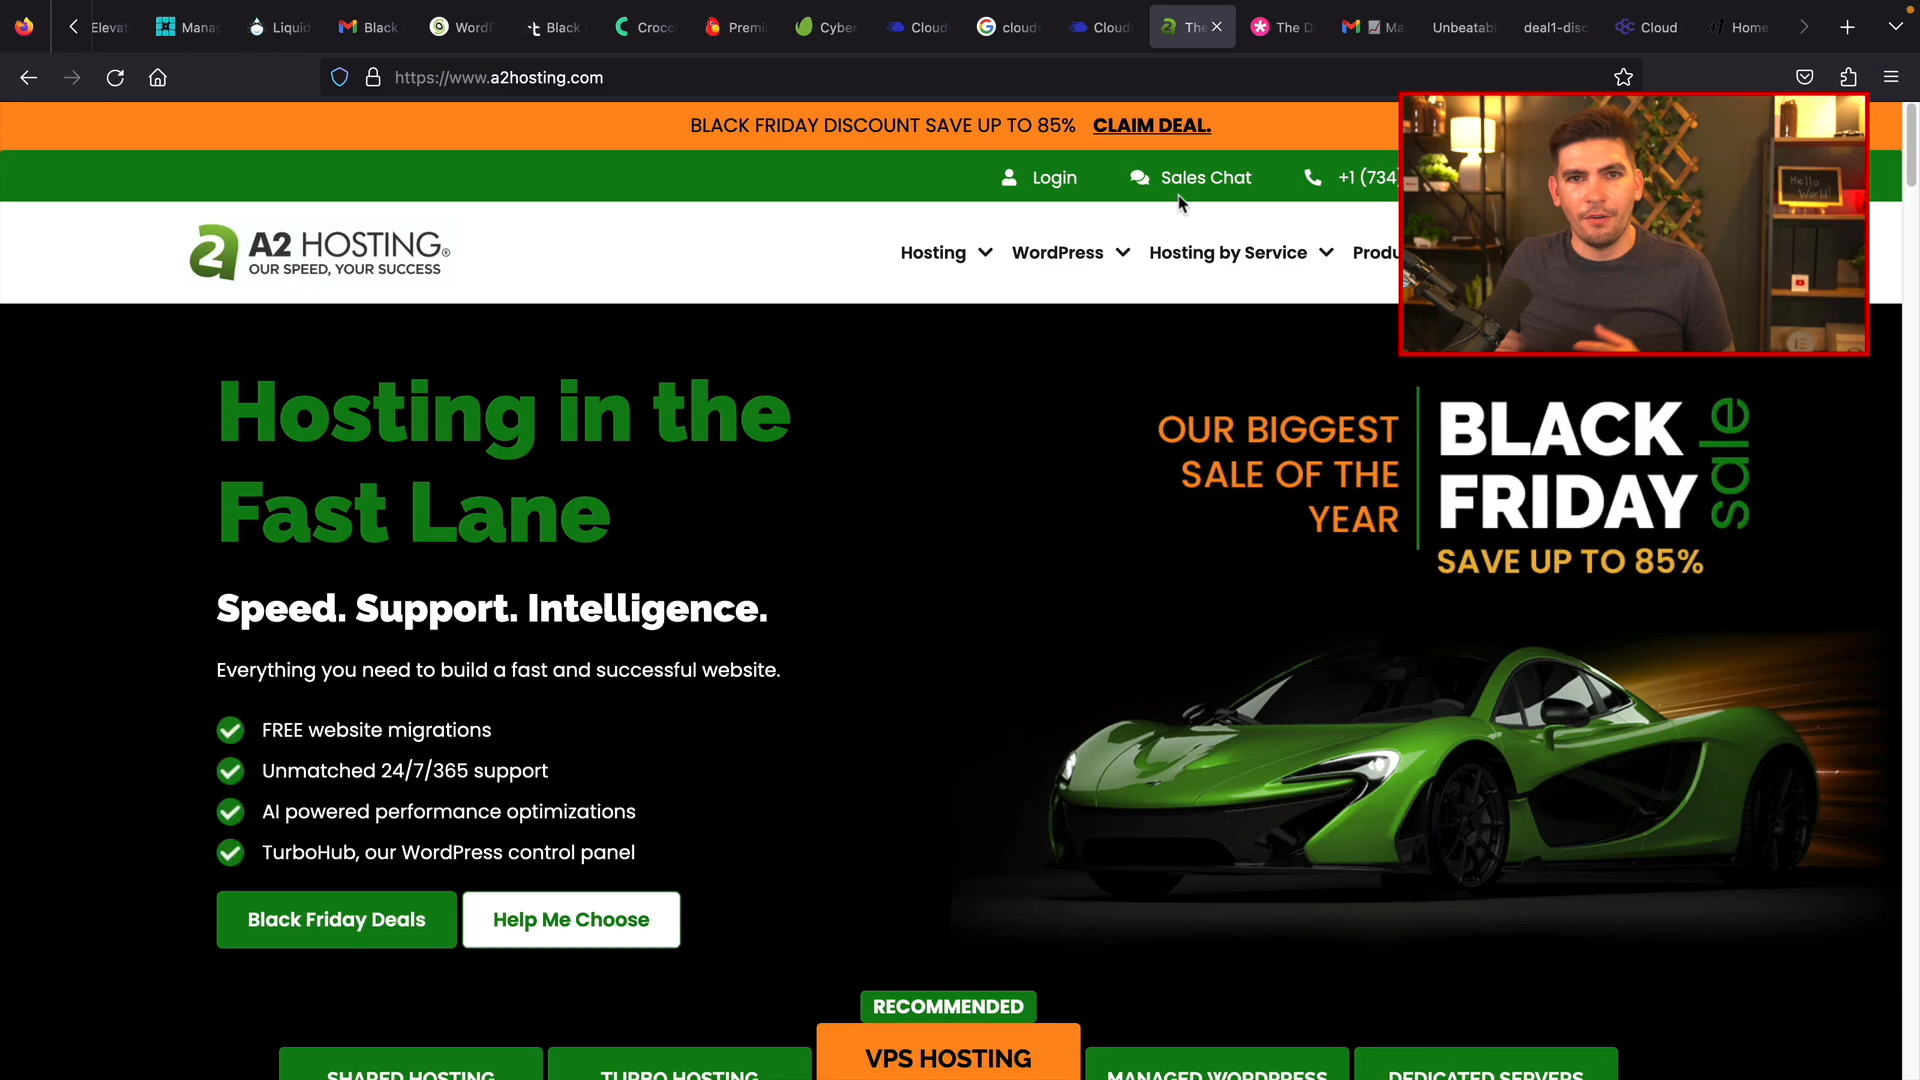 Elevat
Manag
Liquid
Black
WordP
Black
Croco
Premi
Cyber
Cloud
cloud
Cloud
The
The D
Ma
Unbeatabl
deal1-disc
Cloud
Home
https://www.a2hosting.com
BLACK FRIDAY DISCOUNT SAVE UP TO 85% CLAIM DEAL.
Login
Sales Chat
+1 (734)
A2 HOSTING®
OUR SPEED, YOUR SUCCESS
Hosting
WordPress
Hosting by Service
Produ
Hello
World!
Hosting in the
Fast Lane
OUR BIGGEST
SALE OF THE
YEAR
BLACK
FRIDAY
sale
SAVE UP TO 85%
Speed. Support. Intelligence.
Everything you need to build a fast and successful website.
FREE website migrations
Unmatched 24/7/365 support
AI powered performance optimizations
TurboHub, our WordPress control panel
Black Friday Deals
Help Me Choose
RECOMMENDED
SHARED HOSTING
TURBO HOSTING
VPS HOSTING
MANAGED WORDPRESS
DEDICATED SERVERS